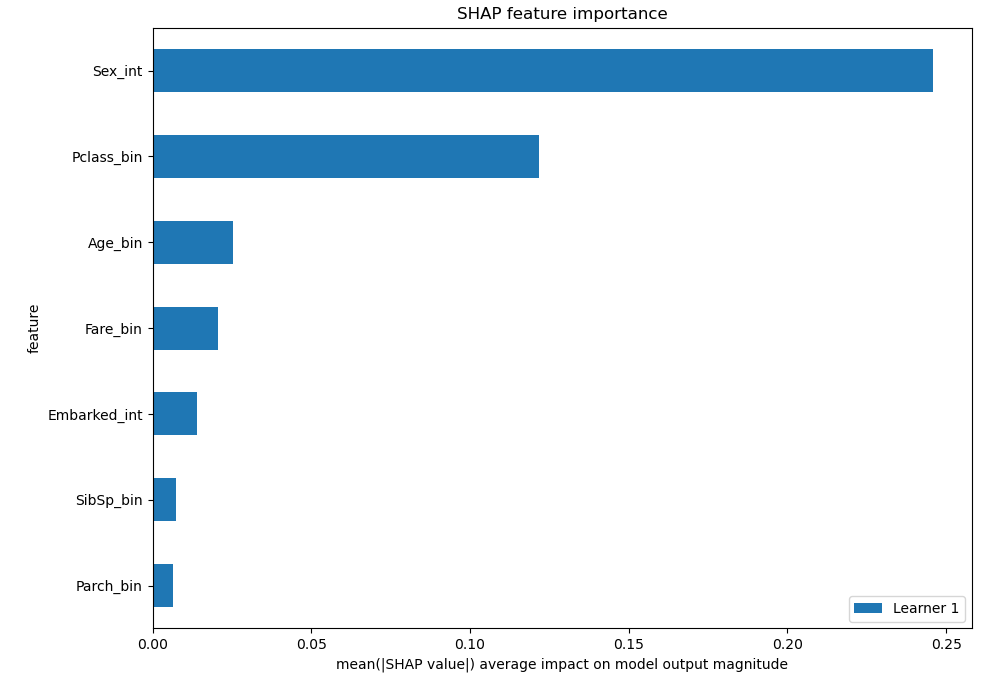 SHAP feature importance
Sex_int
Pclass_bin
Age_bin
Fare_bin
Embarked_int
SibSp_bin
Parch_bin
feature
Learner 1
0.00 0.05 0.10 0.15 0.20 0.25
mean(|SHAP value|) average impact on model output magnitude